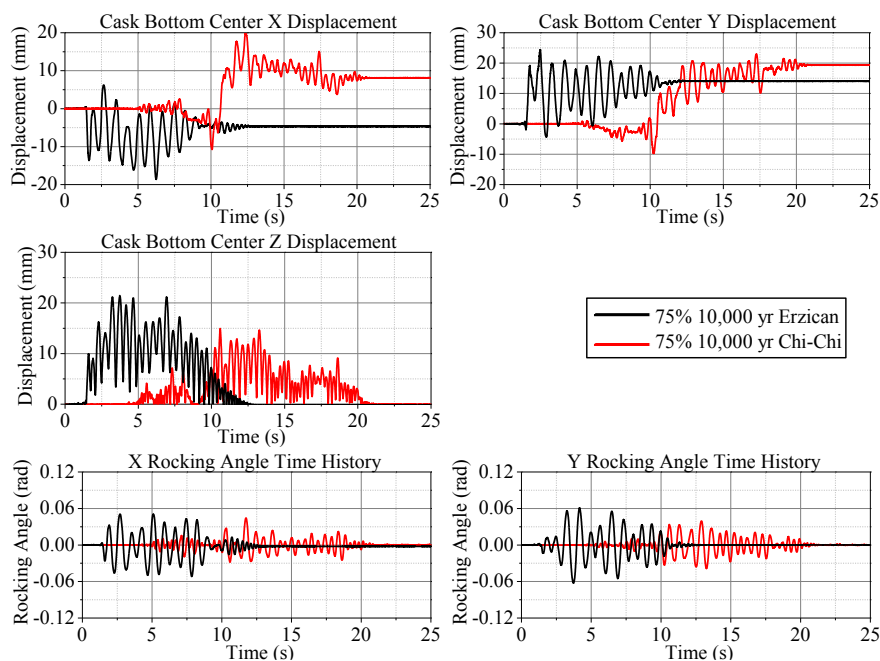 Cask Bottom Center X Displacement
Displacement (mm)
20
10
0
10
20
0 5 10 15 20 25
Time (s)
Cask Bottom Center Y Displacement
Displacement (mm)
30
20
10
0
10
20
0 5 10 15 20 25
Time (s)
Cask Bottom Center Z Displacement
Displacement (mm)
30
20
10
0
0 5 10 15 20 25
Time (s)
75% 10,000 yr Erzican
75% 10,000 yr Chi-Chi
X Rocking Angle Time History
Rocking Angle (rad)
0.12
0.06
0.00
-0.06
-0.12
0 5 10 15 20 25
Time (s)
Y Rocking Angle Time History
Rocking Angle (rad)
0.12
0.06
0.00
-0.06
-0.12
0 5 10 15 20 25
Time (s)